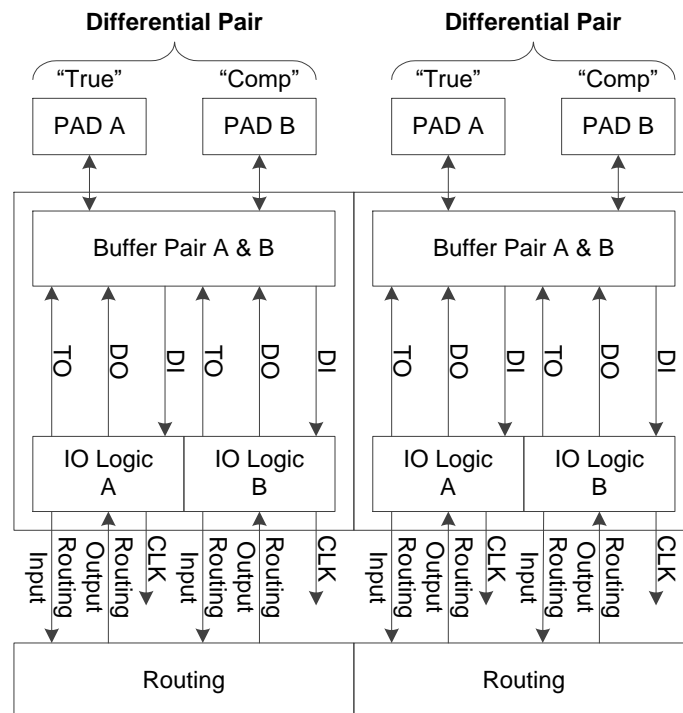 Differential Pair
Differential Pair
“True”
“Comp”
“True”
“Comp”
PAD A
PAD B
PAD A
PAD B
Buffer Pair A & B
Buffer Pair A & B
TO
DO
DI
TO
DO
DI
TO
DO
DI
TO
DO
DI
IO Logic
A
IO Logic
B
IO Logic
A
IO Logic
B
Routing
Input
Routing
Output
CLK
Routing
Input
Routing
Output
CLK
Routing
Input
Routing
Output
CLK
Routing
Input
Routing
Output
CLK
Routing
Routing